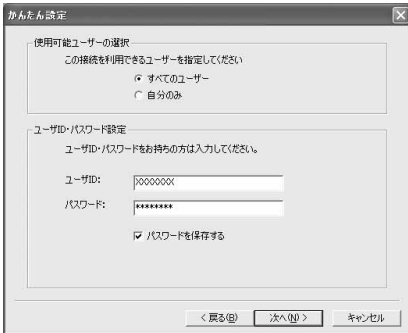 かんたん設定
使用可能ユーザーの選択
この接続を利用できるユーザーを指定してください
すべてのユーザー
自分のみ
ユーザID・パスワード設定
ユーザID・パスワードをお持ちの方は入力してください。
ユーザID:
XXXXXXX
パスワード:
********
パスワードを保存する
< 戻る(B)
次へ(N) >
キャンセル